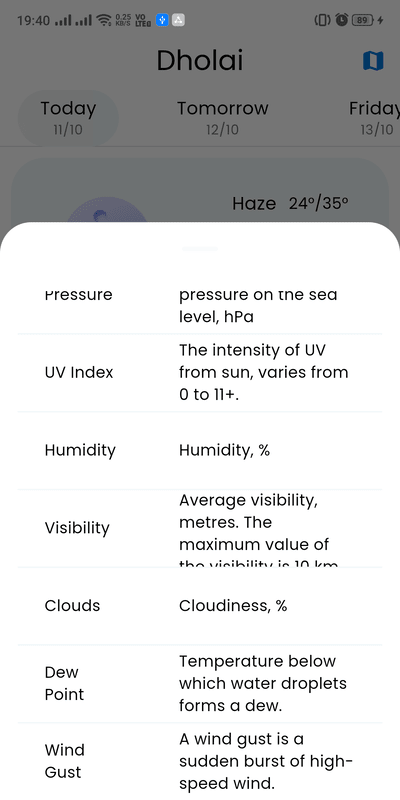 19:40 0.25 KB/S VO LTE 89
Dholai
Today Tomorrow Friday
11/10 12/10 13/10
Haze 24°/35°
Pressure
pressure on the sea
level, hPa
UV Index
The intensity of UV
from sun, varies from
0 to 11+.
Humidity
Humidity, %
Visibility
Average visibility,
metres. The
maximum value of
the visibility is 10 km
Clouds
Cloudiness, %
Dew
Point
Temperature below
which water droplets
forms a dew.
Wind
Gust
A wind gust is a
sudden burst of high-
speed wind.